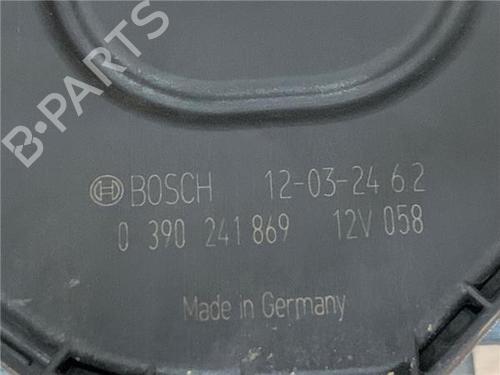 B-PARTS
BOSCH 12-03-24 6.2
0 390 241 869 12V 058
Made in Germany